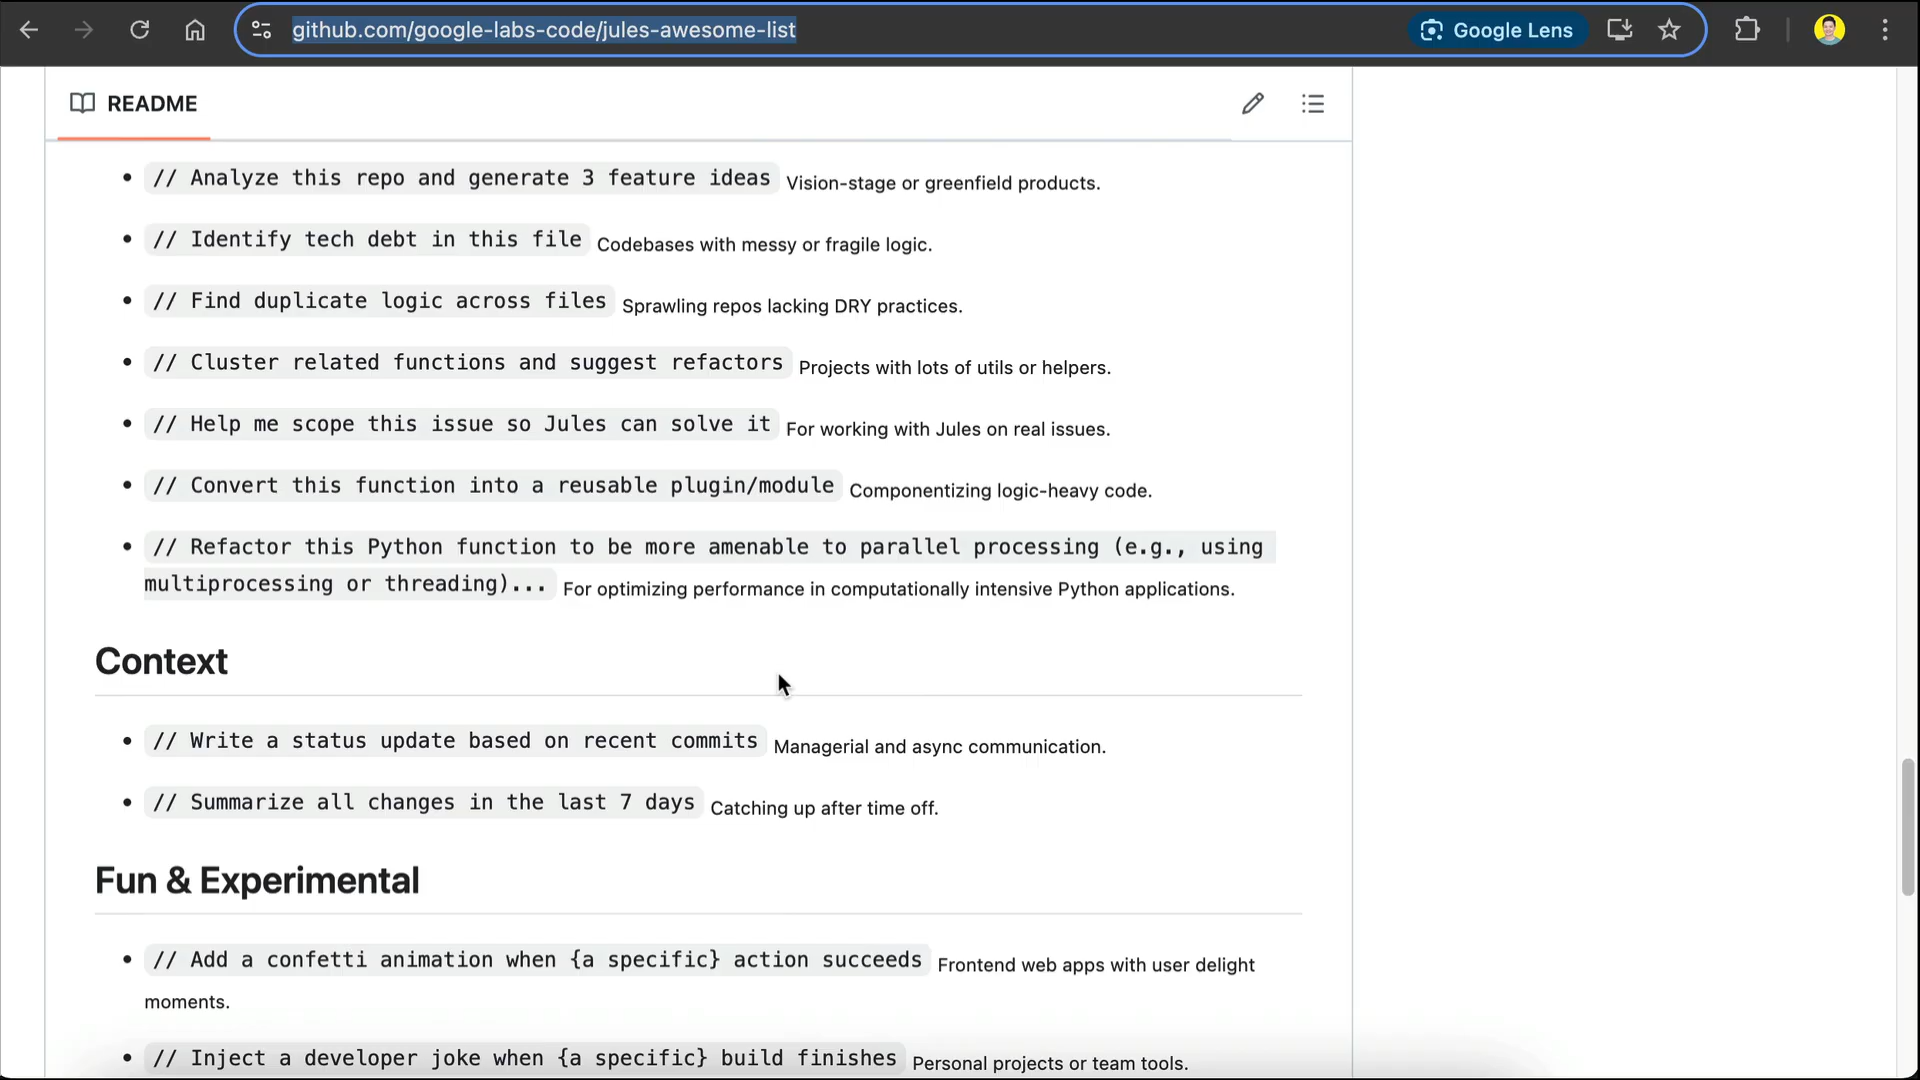 github.com/google-labs-code/jules-awesome-list
Google Lens
README
// Analyze this repo and generate 3 feature ideas Vision-stage or greenfield products.
// Identify tech debt in this file Codebases with messy or fragile logic.
// Find duplicate logic across files Sprawling repos lacking DRY practices.
// Cluster related functions and suggest refactors Projects with lots of utils or helpers.
// Help me scope this issue so Jules can solve it For working with Jules on real issues.
// Convert this function into a reusable plugin/module Componentizing logic-heavy code.
// Refactor this Python function to be more amenable to parallel processing (e.g., using
multiprocessing or threading)... For optimizing performance in computationally intensive Python applications.
Context
// Write a status update based on recent commits Managerial and async communication.
// Summarize all changes in the last 7 days Catching up after time off.
Fun & Experimental
// Add a confetti animation when {a specific} action succeeds Frontend web apps with user delight
moments.
// Inject a developer joke when {a specific} build finishes Personal projects or team tools.